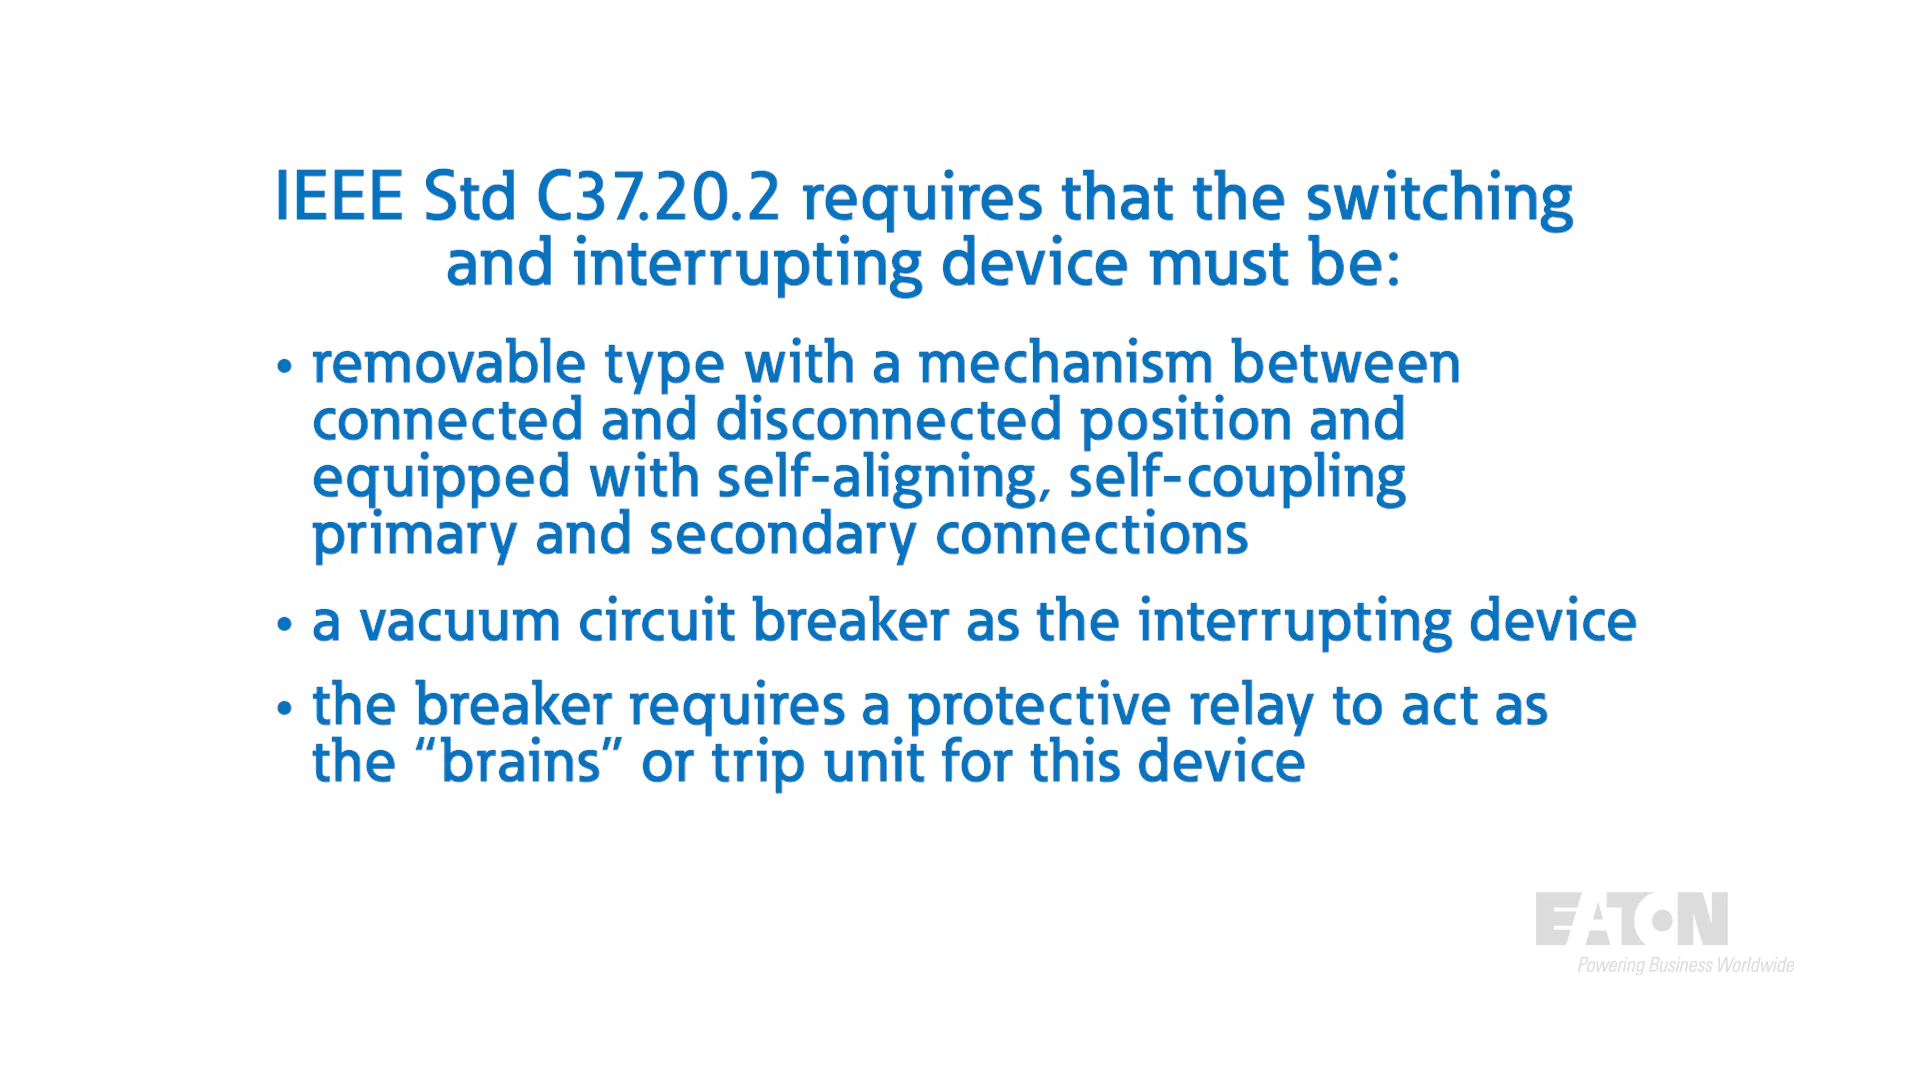 IEEE Std C37.20.2 requires that the switching
and interrupting device must be:
• removable type with a mechanism between
connected and disconnected position and
equipped with self-aligning, self-coupling
primary and secondary connections
• a vacuum circuit breaker as the interrupting device
• the breaker requires a protective relay to act as
the “brains” or trip unit for this device
EATON
Powering Business Worldwide